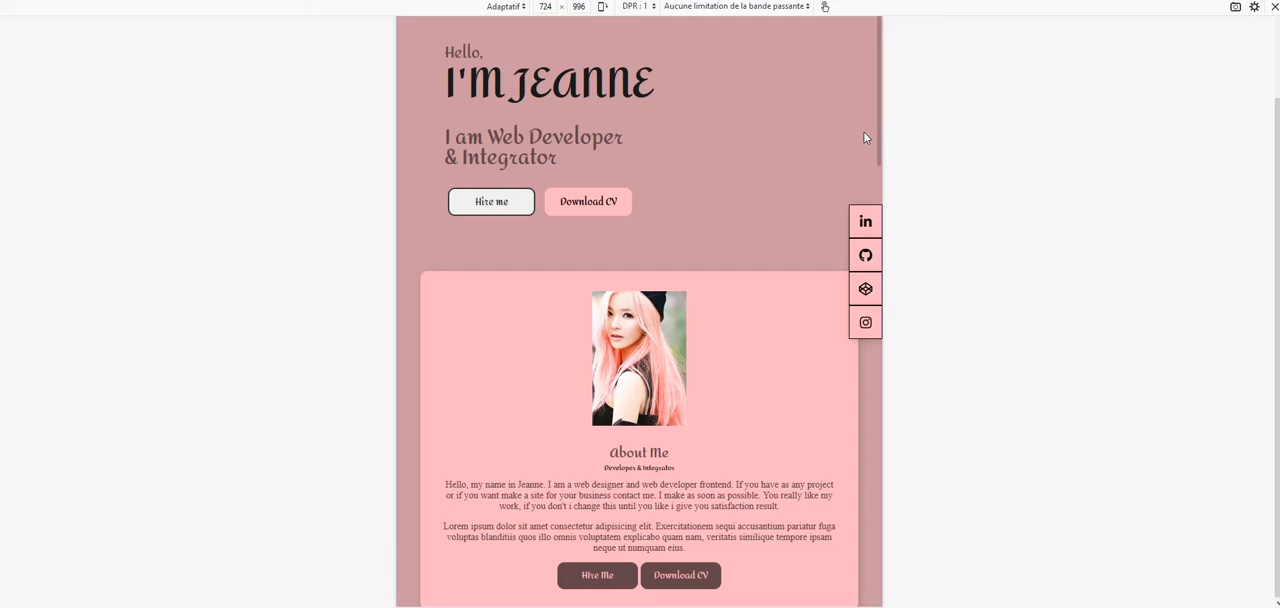 Adaptatif 724 × 996 DPR : 1 Aucune limitation de la bande passante
Hello,
I'M JEANNE
I am Web Developer
& Integrator
Hire me Download CV
in
About Me
Developer & Integrator
Hello, my name in Jeanne. I am a web designer and web developer frontend. If you have as any project
or if you want make a site for your business contact me. I make as soon as possible. You really like my
work, if you don't i change this until you like i give you satisfaction result.
Lorem ipsum dolor sit amet consectetur adipisicing elit. Exercitationem sequi accusantium pariatur fuga
voluptas blanditiis quos illo omnis voluptatem explicabo quam nam, veritatis similique tempore ipsam
neque ut numquam eius.
HIre Me Download CV